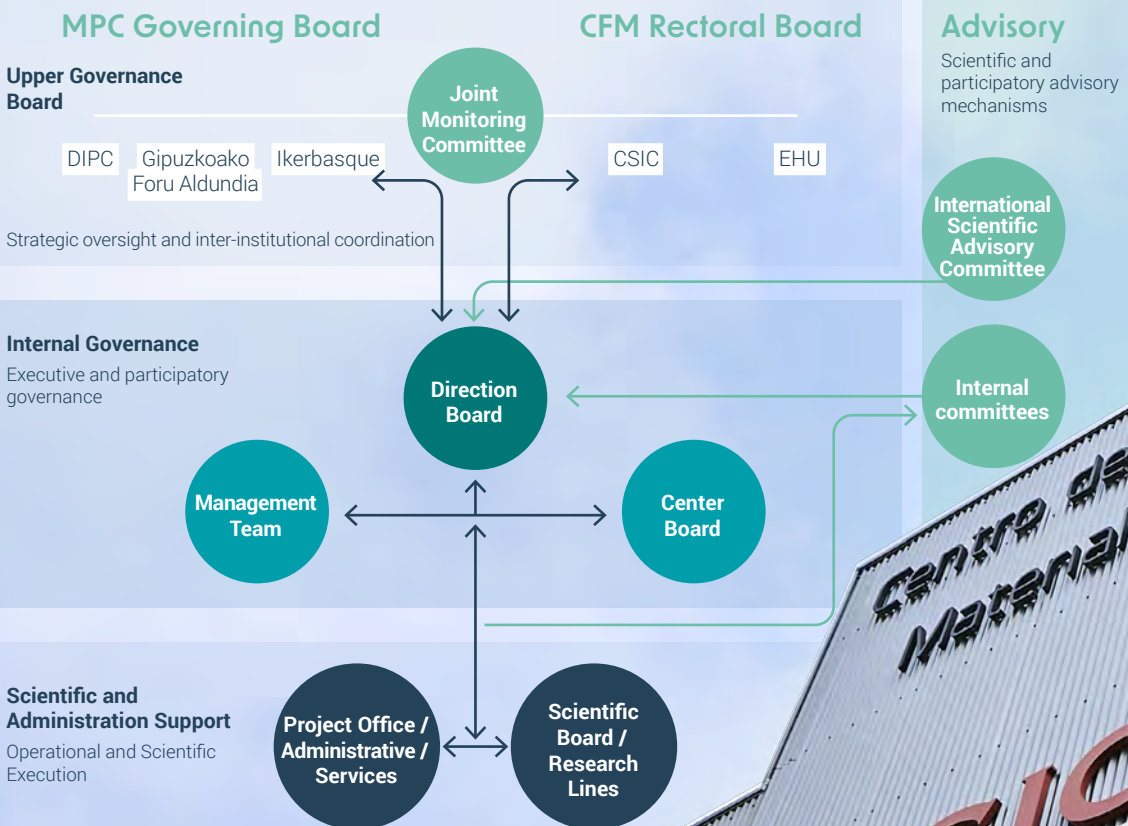 MPC Governing Board
CFM Rectoral Board
Advisory
Scientific and
participatory advisory
mechanisms
Upper Governance
Board
Joint
Monitoring
Committee
DIPC
Gipuzkoako
Foru Aldundia
Ikerbasque
CSIC
EHU
International
Scientific
Advisory
Committee
Strategic oversight and inter-institutional coordination
Internal Governance
Executive and participatory
governance
Direction
Board
Internal
committees
Management
Team
Center
Board
Centro de
Material
Scientific and
Administration Support
Operational and Scientific
Execution
Project Office /
Administrative /
Services
Scientific
Board /
Research
Lines